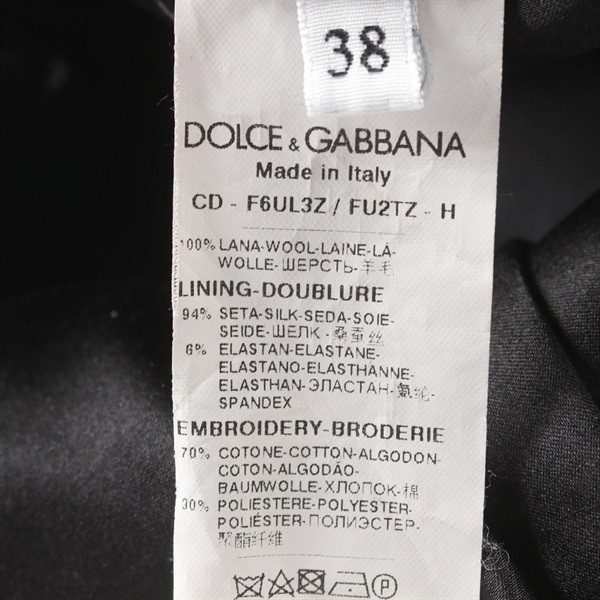 38
DOLCE & GABBANA
Made in Italy
CD - F6UL3Z / FU2TZ - H
100% LANA-WOOL-LAINE-LÃ-
WOLLE-ШЕРСТЬ-羊毛
LINING-DOUBLURE
94% SETA-SILK-SEDA-SOIE-
SEIDE-ШЕЛК-桑蚕丝
6% ELASTAN-ELASTANE-
ELASTANO-ELASTHANNE-
ELASTHAN-ЭЛАСТАН-氨纶-
SPANDEX
EMBROIDERY-BRODERIE
70% COTONE-COTTON-ALGODON-
COTON-ALGODÃO-
BAUMWOLLE-ХЛОПОК-棉
30% POLIESTERE-POLYESTER-
POLIÉSTER-ПОЛИЭСТЕР-
聚酯纤维
P